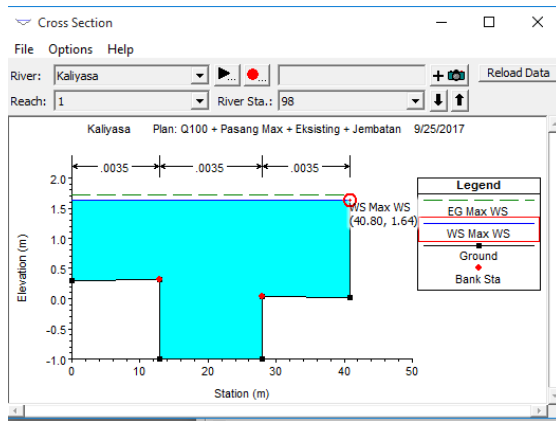 Cross Section
File Options Help
River: Kaliyasa
Reload Data
Reach: 1 River Sta.: 98
Kaliyasa Plan: Q100 + Pasang Max + Eksisting + Jembatan 9/25/2017
.0035 .0035 .0035
2.0
1.5
1.0
0.5
0.0
-0.5
-1.0
0 10 20 30 40 50
Elevation (m)
Station (m)
WS Max WS
(40.80, 1.64)
Legend
EG Max WS
WS Max WS
Ground
Bank Sta